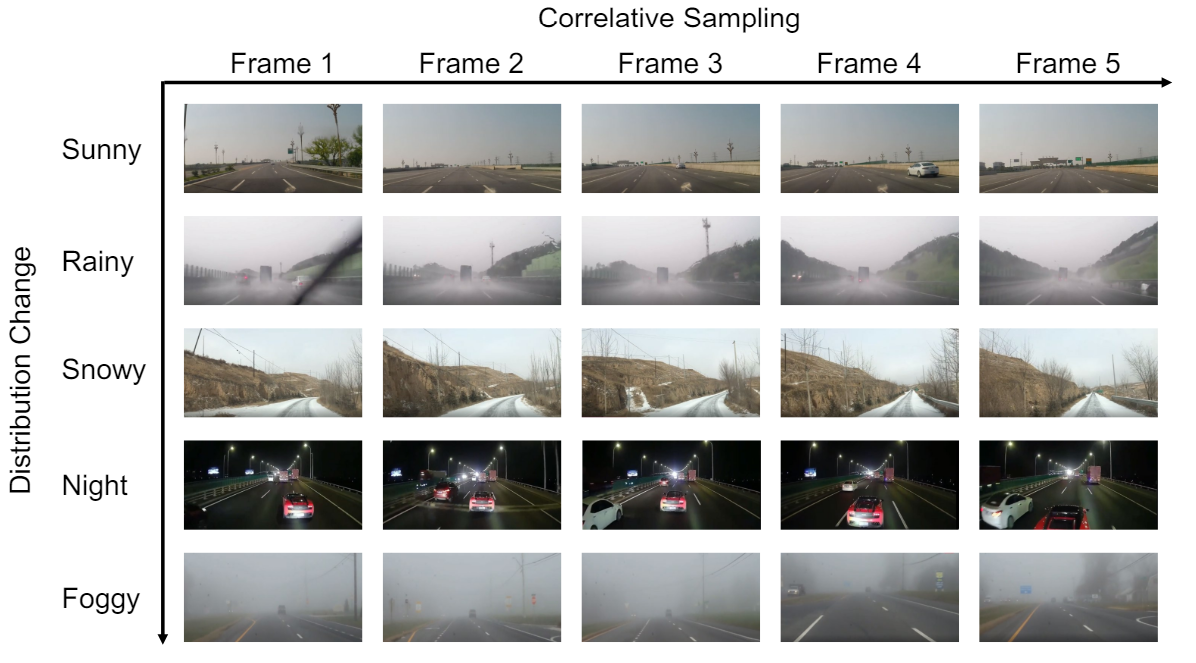 Correlative Sampling
Frame 1 Frame 2 Frame 3 Frame 4 Frame 5
Distribution Change
Sunny
Rainy
Snowy
Night
Foggy